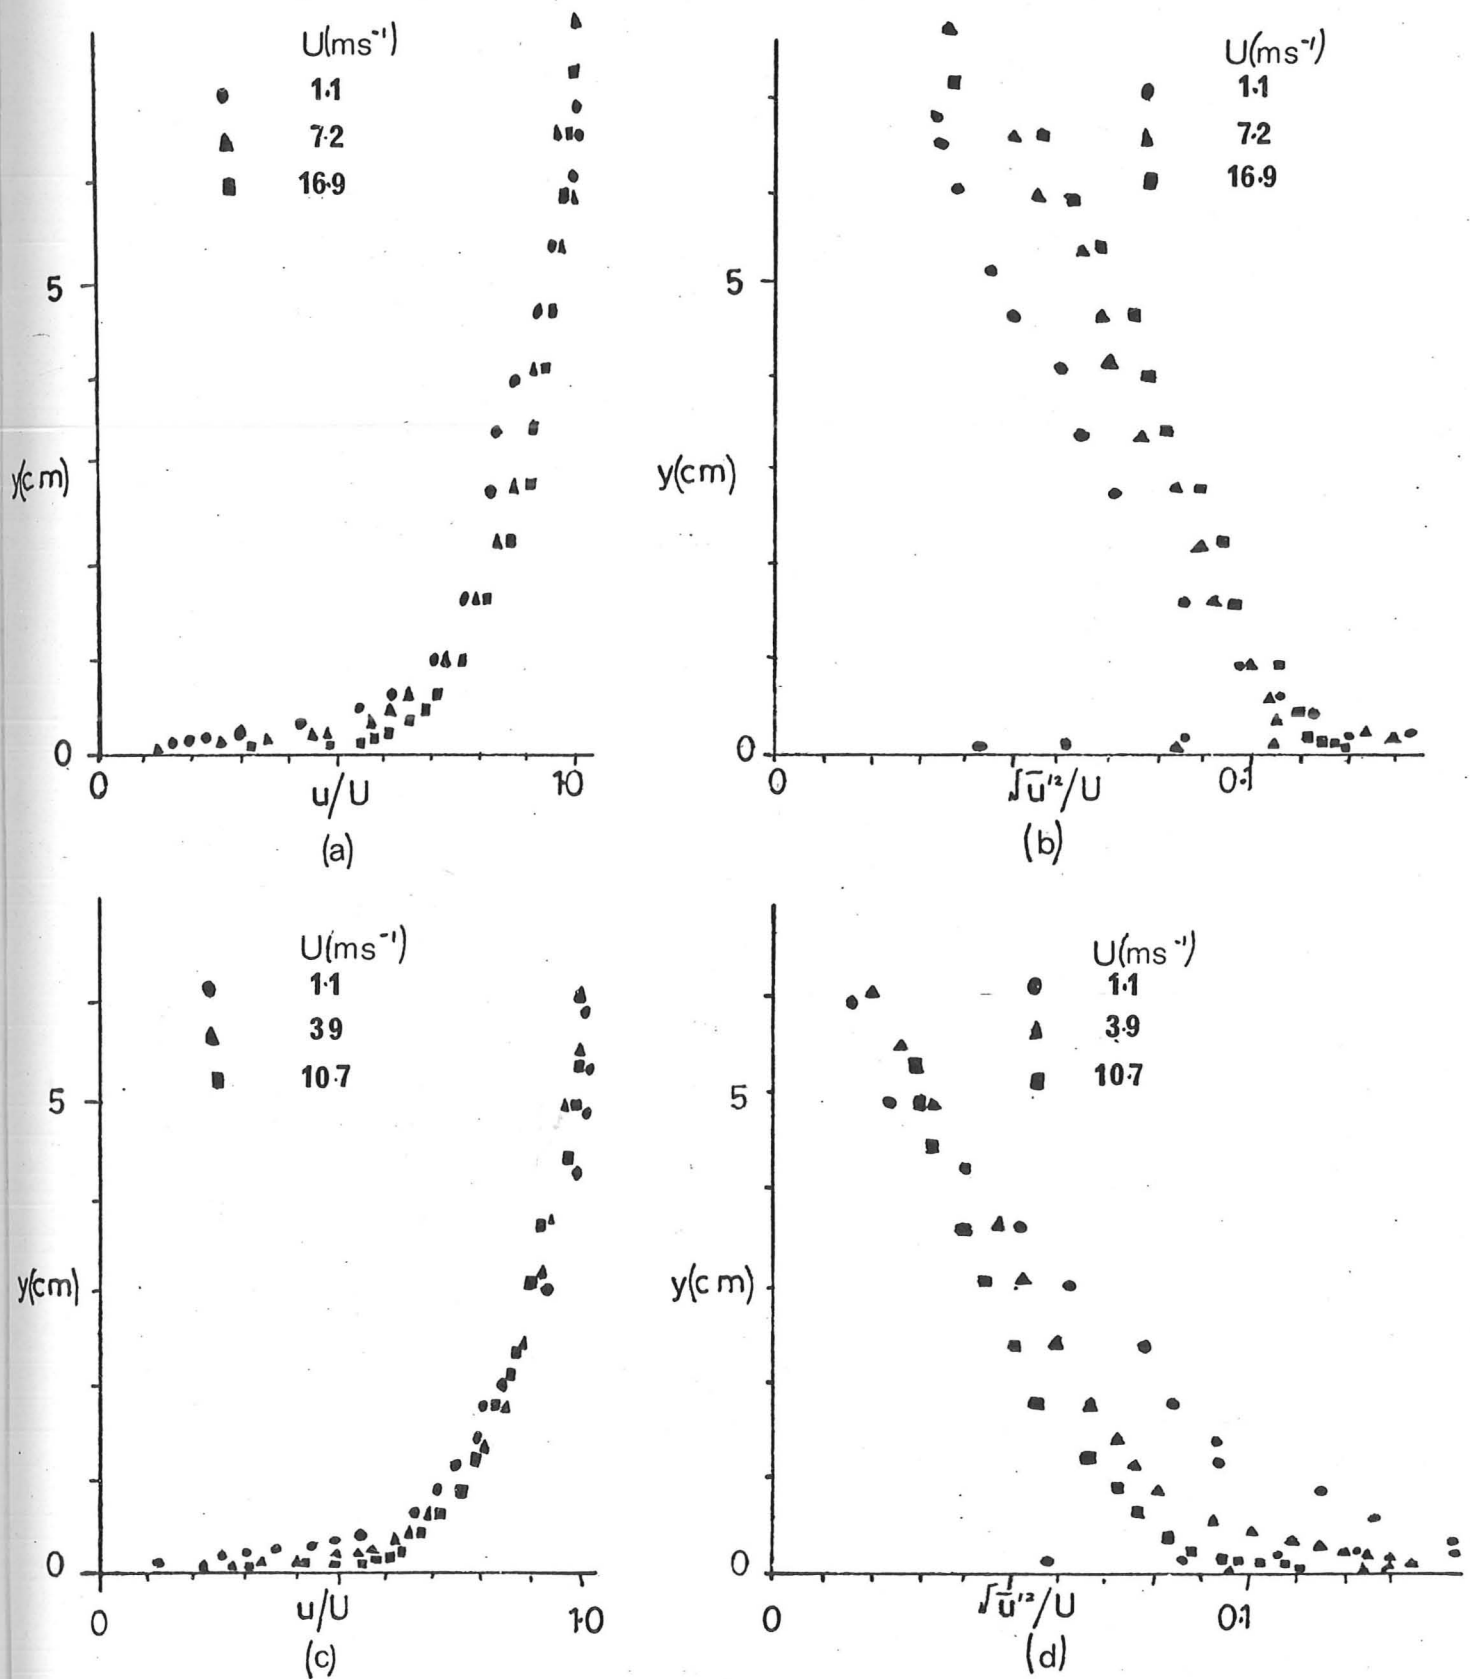 U(ms⁻¹)
1·1
7·2
16·9
5
y(cm)
0
0
1·0
u/U
(a)
U(ms⁻¹)
1·1
7·2
16·9
5
y(cm)
0
0
0·1
√u̅'²/U
(b)
U(ms⁻¹)
1·1
3 9
10·7
5
y(cm)
0
0
1·0
u/U
(c)
U(ms⁻¹)
1·1
3·9
10·7
5
y(cm)
0
0
0·1
√u̅'²/U
(d)